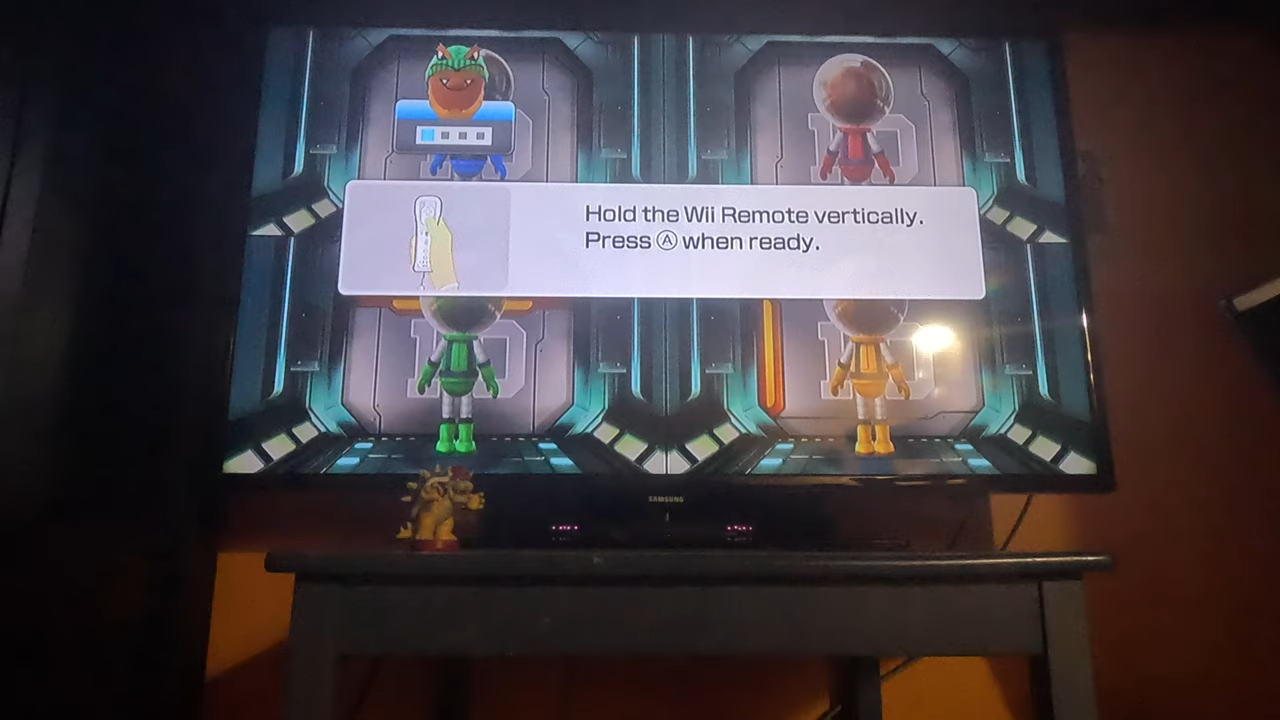 Hold the Wii Remote vertically.
Press Ⓐ when ready.
SAMSUNG